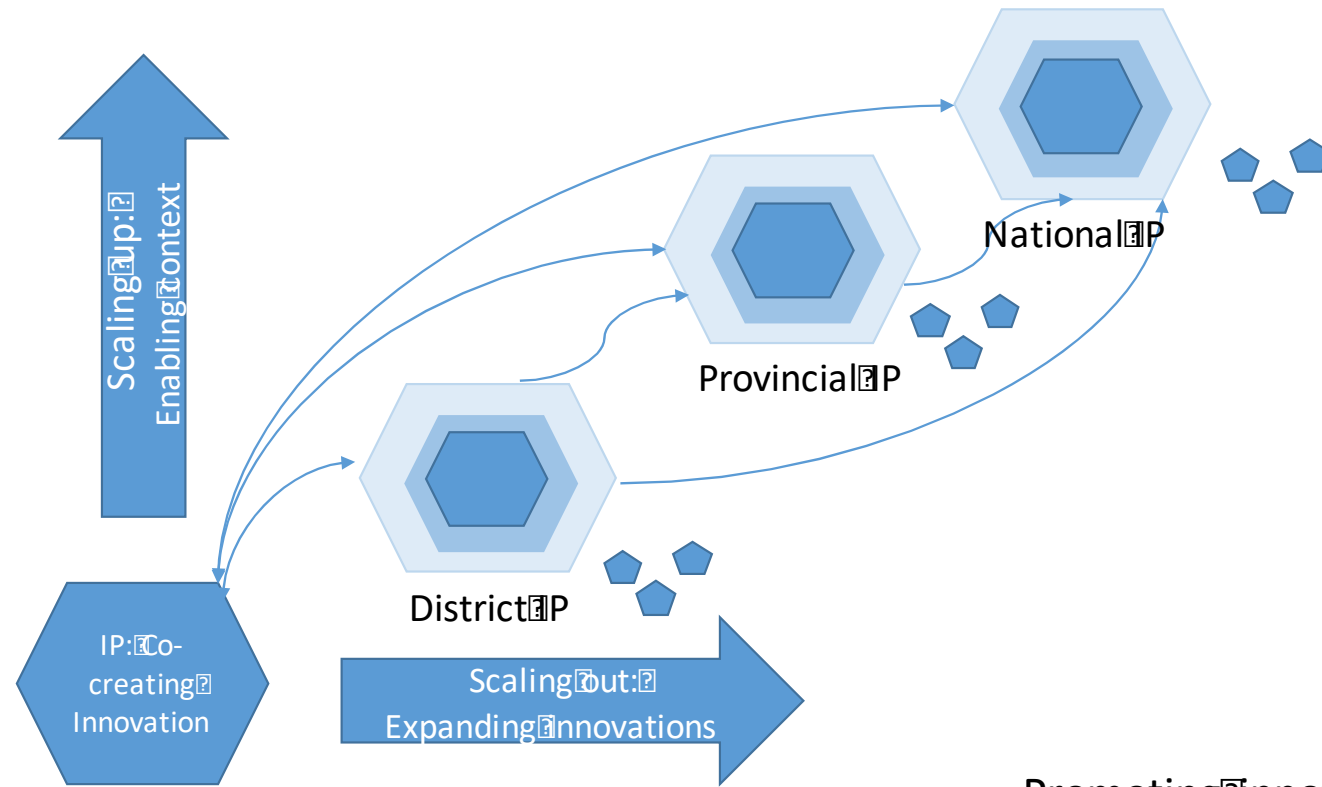 Scaling up:
Enabling context
National IP
Provincial IP
District IP
IP: Co-
creating
Innovation
Scaling out:
Expanding innovations